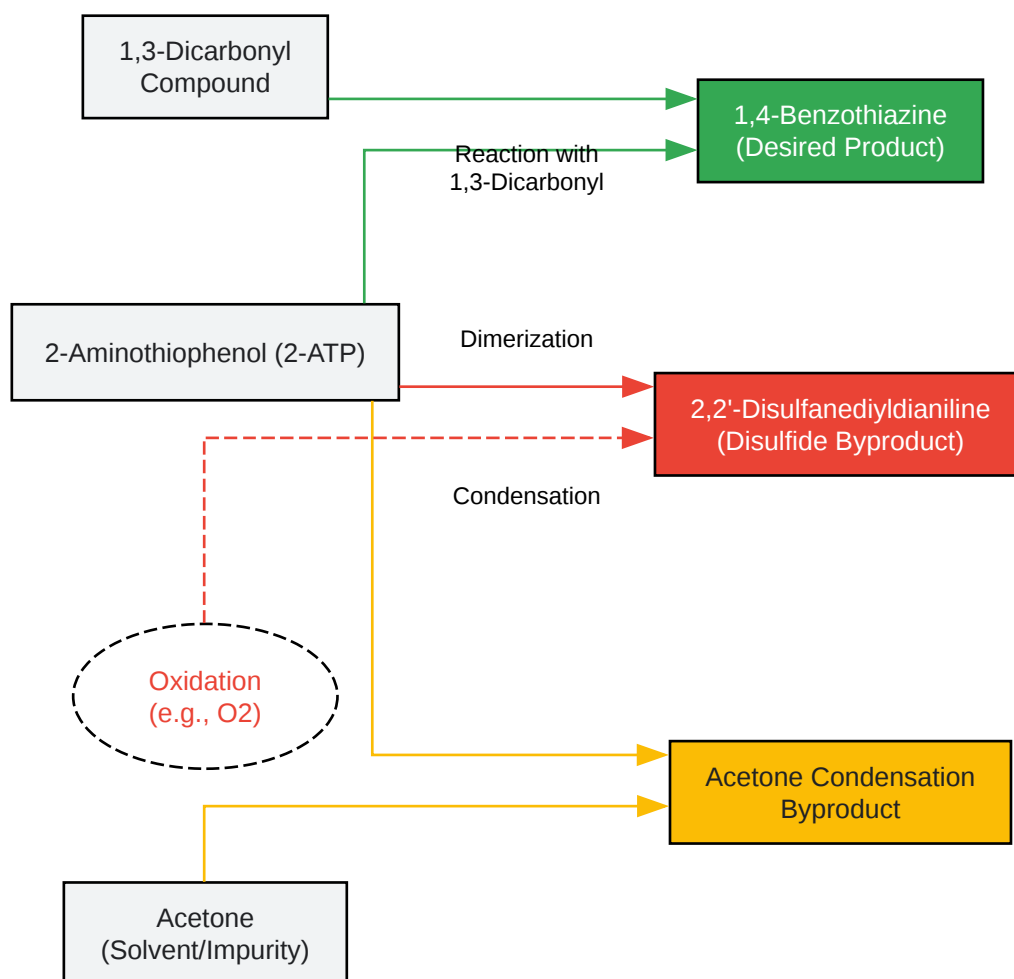 1,3-Dicarbonyl
Compound
1,4-Benzothiazine
(Desired Product)
Reaction with
1,3-Dicarbonyl
2-Aminothiophenol (2-ATP)
Dimerization
2,2'-Disulfanediyldianiline
(Disulfide Byproduct)
Condensation
Oxidation
(e.g., O2)
Acetone Condensation
Byproduct
Acetone
(Solvent/Impurity)